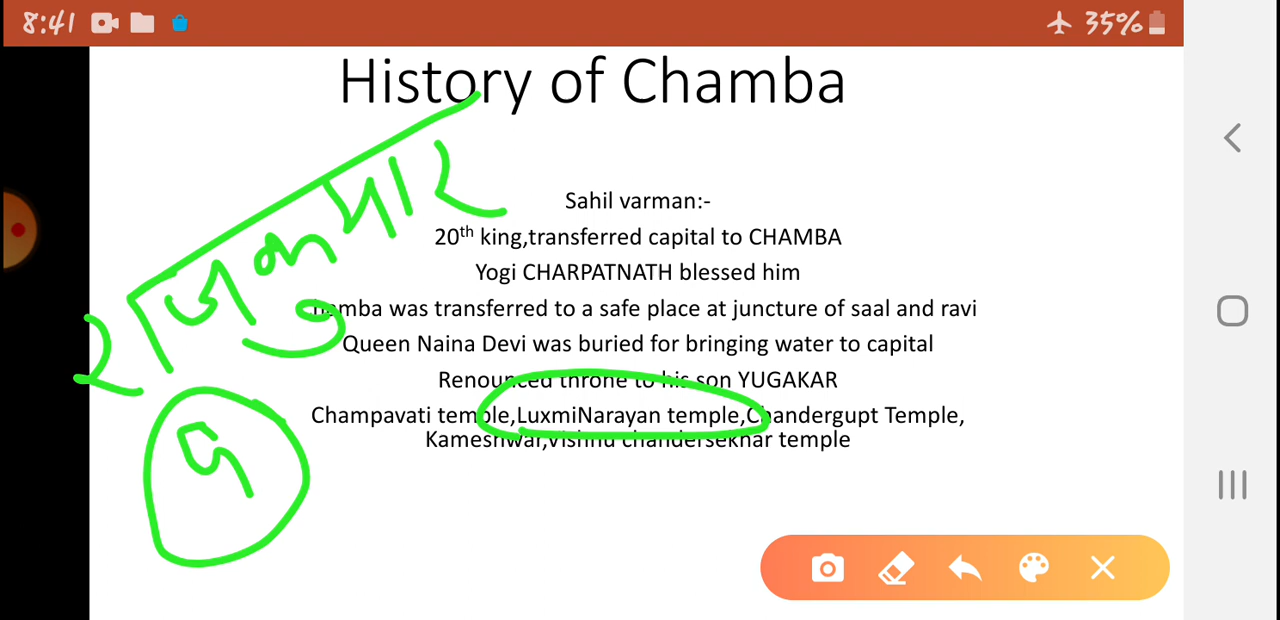 8:41 35%
History of Chamba
राजकुमार
Sahil varman:-
20th king,transferred capital to CHAMBA
Yogi CHARPATNATH blessed him
hamba was transferred to a safe place at juncture of saal and ravi
Queen Naina Devi was buried for bringing water to capital
Renounced throne to his son YUGAKAR
Champavati temple,LuxmiNarayan temple,Chandergupt Temple,
Kameshwar,Vishnu chandersekhar temple